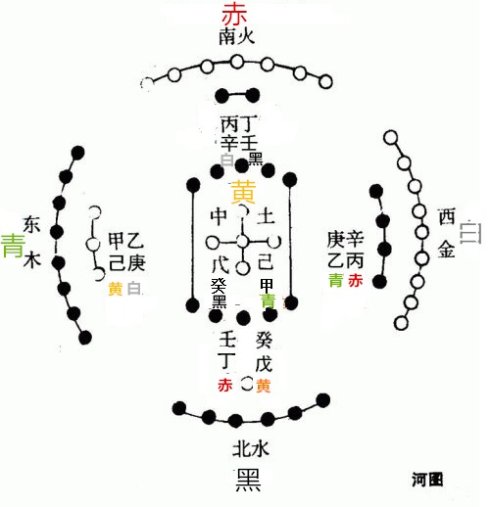 赤
南火
丙丁
辛壬
白黑
黄
中土
戊己
癸甲
黑青
东
木
青
甲乙
己庚
黄白
庚辛
乙丙
青赤
西
金
白
壬癸
丁戊
赤黄
北水
黑
河图